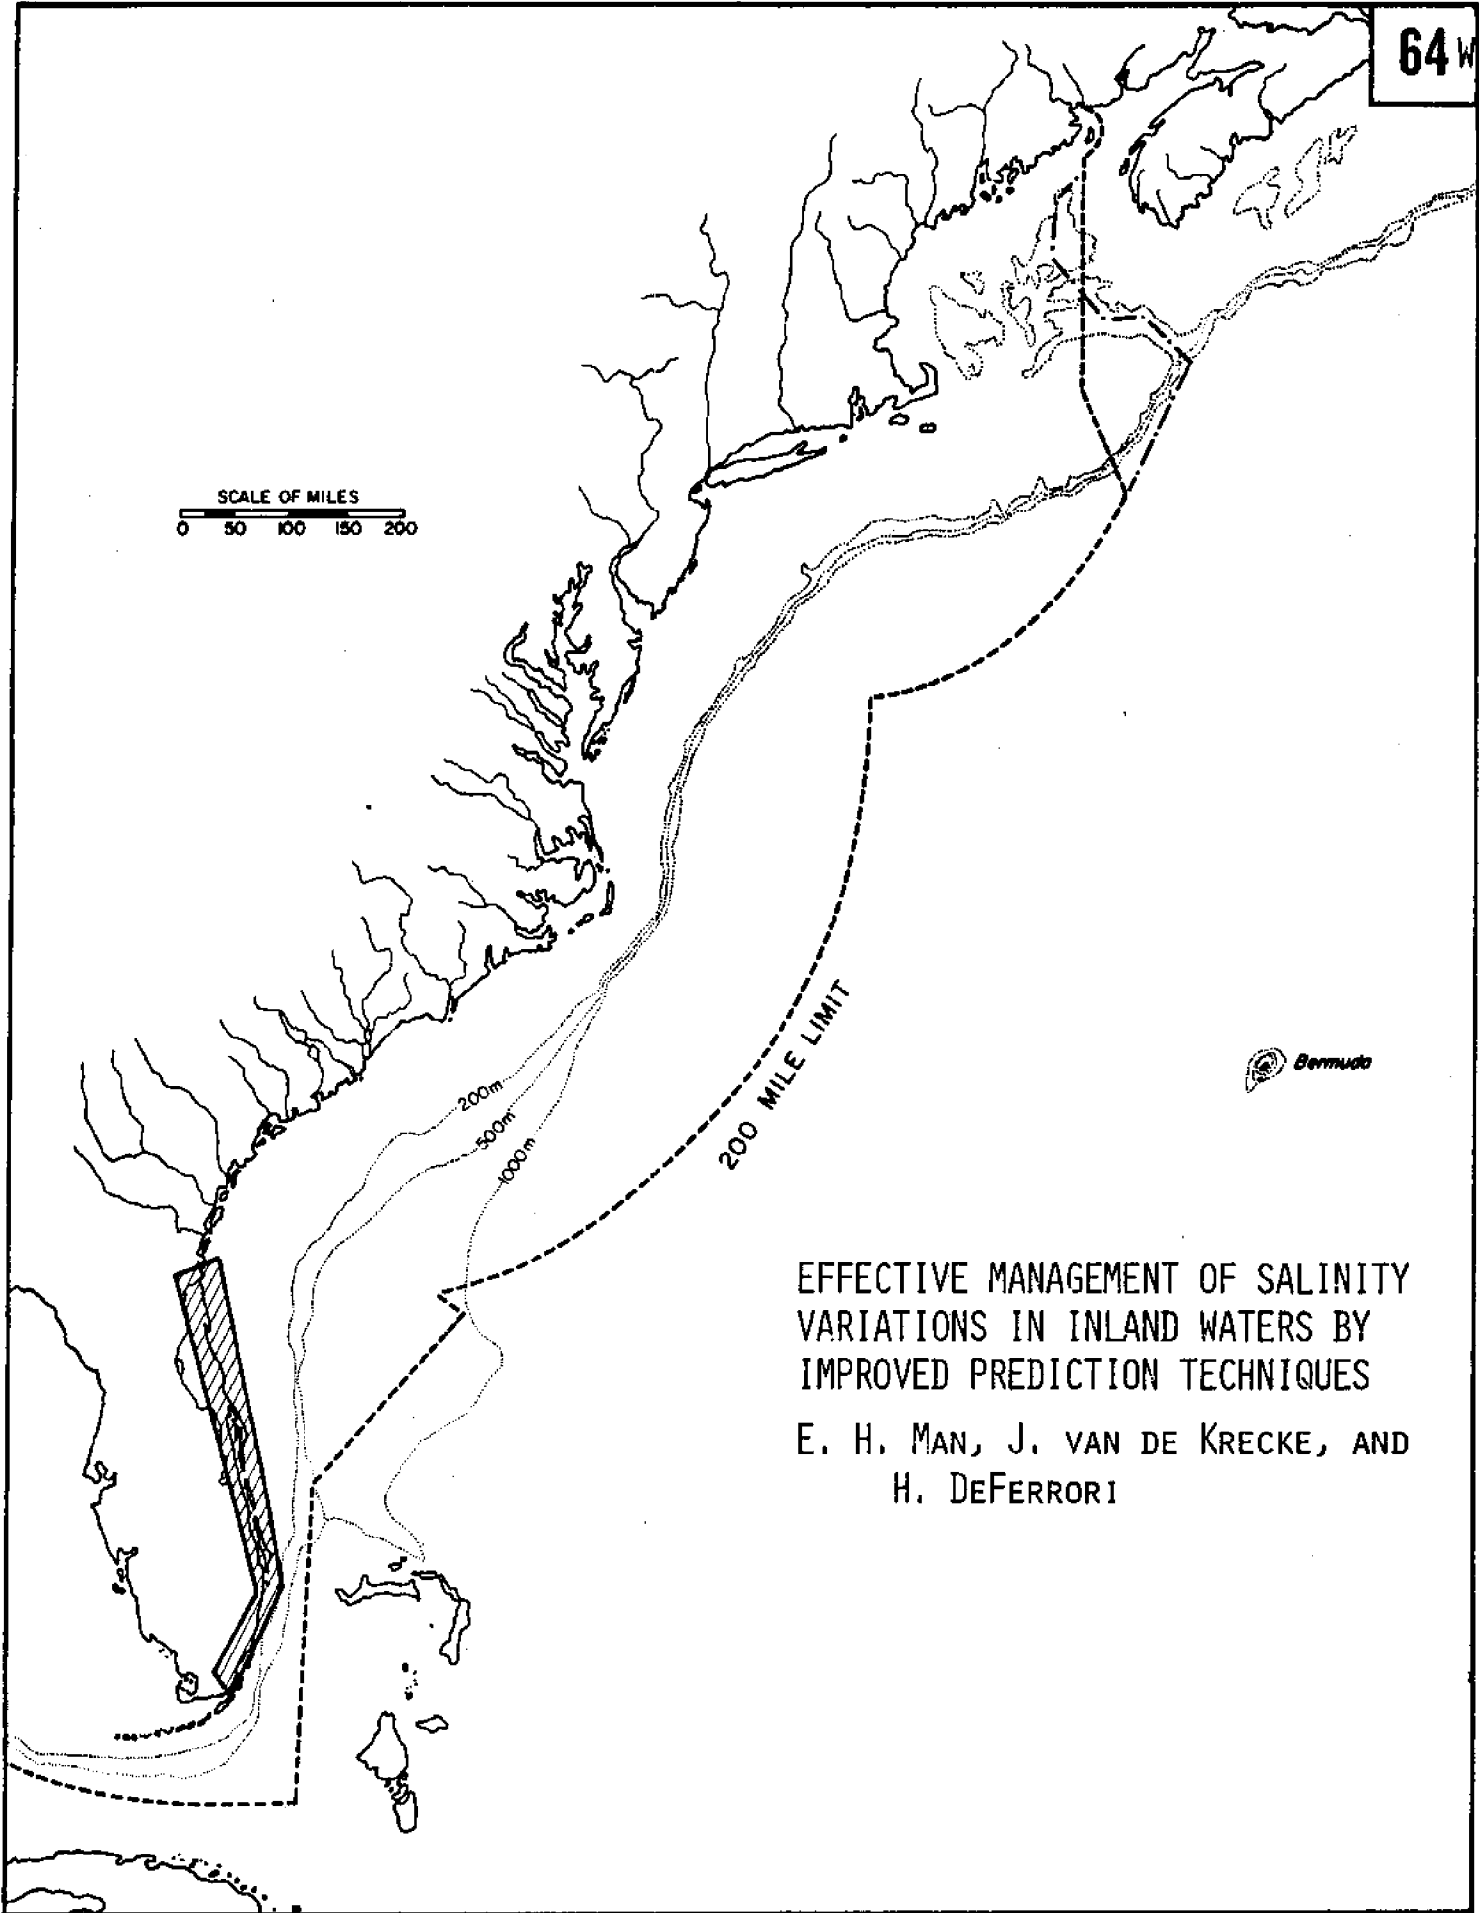 64 W
SCALE OF MILES
0 50 100 150 200
200m
500m
1000m
200 MILE LIMIT
Bermuda
EFFECTIVE MANAGEMENT OF SALINITY
VARIATIONS IN INLAND WATERS BY
IMPROVED PREDICTION TECHNIQUES
E. H. MAN, J. VAN DE KRECKE, AND
H. DEFERRORI